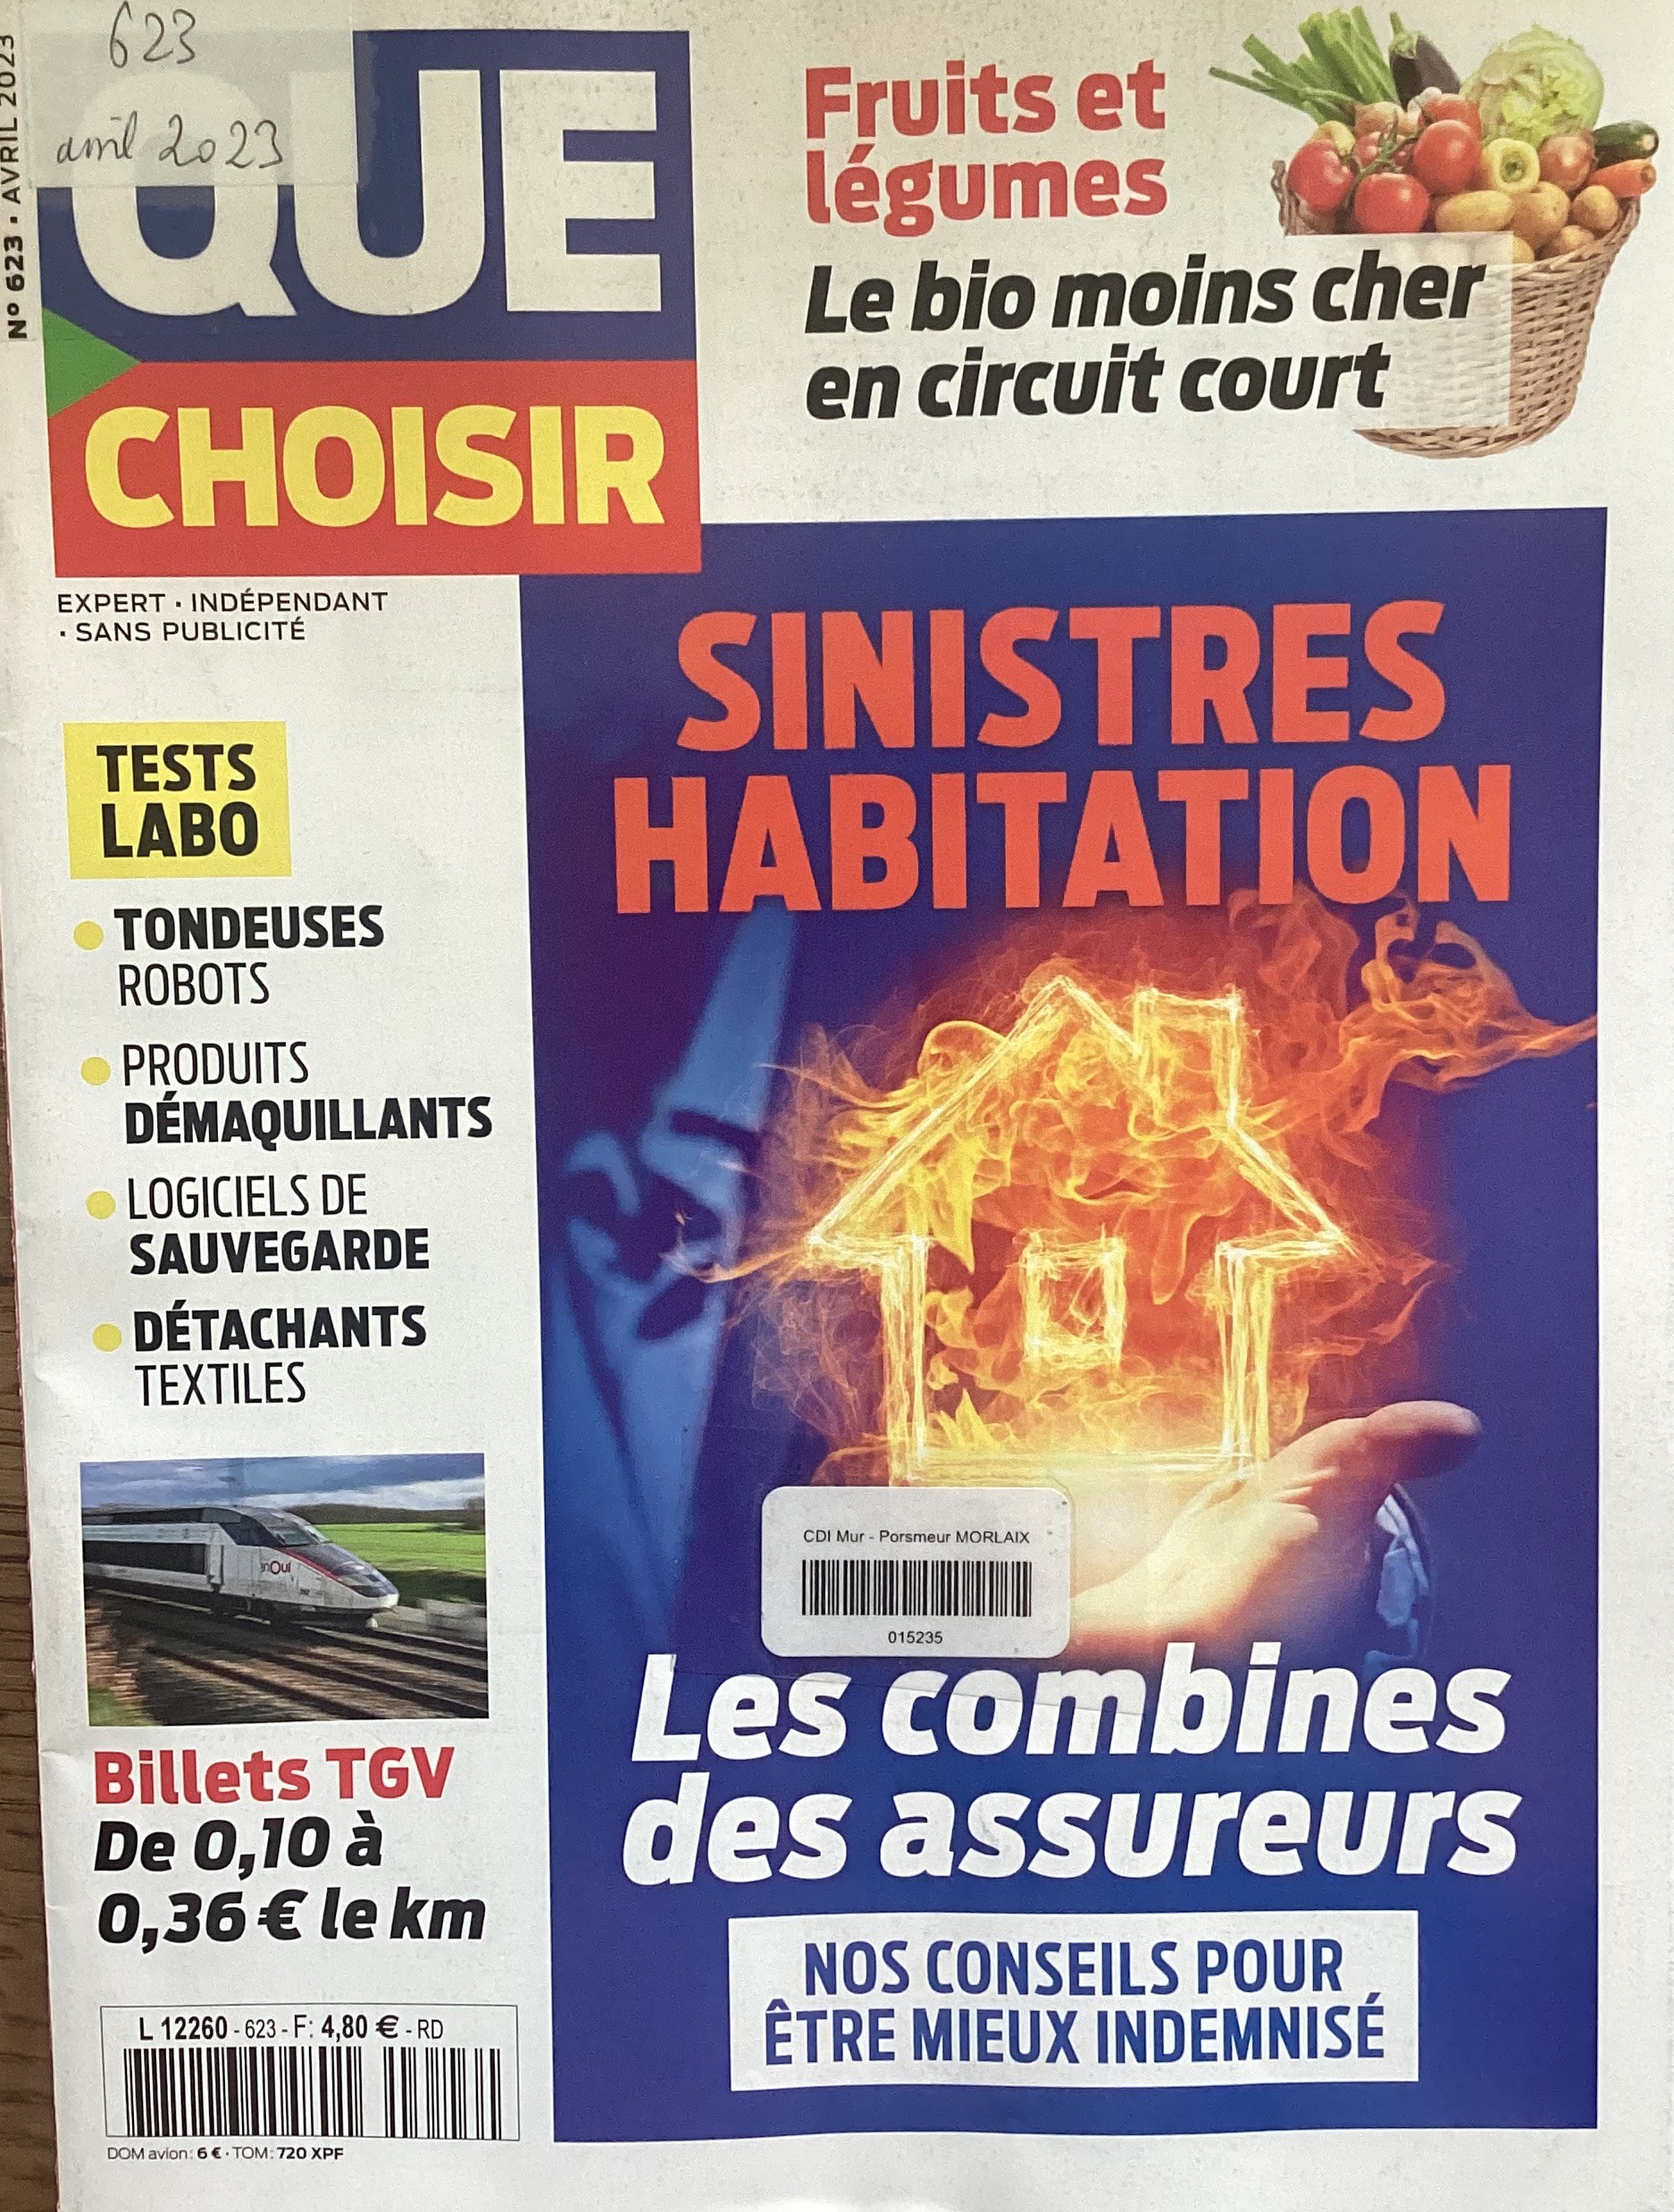 623
avril 2023
N° 623 • AVRIL 2023
QUE
CHOISIR
EXPERT • INDÉPENDANT
• SANS PUBLICITÉ
Fruits et
légumes
Le bio moins cher
en circuit court
TESTS
LABO
TONDEUSES
ROBOTS
PRODUITS
DÉMAQUILLANTS
LOGICIELS DE
SAUVEGARDE
DÉTACHANTS
TEXTILES
inOui
Billets TGV
De 0,10 à
0,36 € le km
L 12260 - 623 - F: 4,80 € - RD
DOM avion : 6 € • TOM : 720 XPF
SINISTRES
HABITATION
CDI Mur - Porsmeur MORLAIX
015235
Les combines
des assureurs
NOS CONSEILS POUR
ÊTRE MIEUX INDEMNISÉ